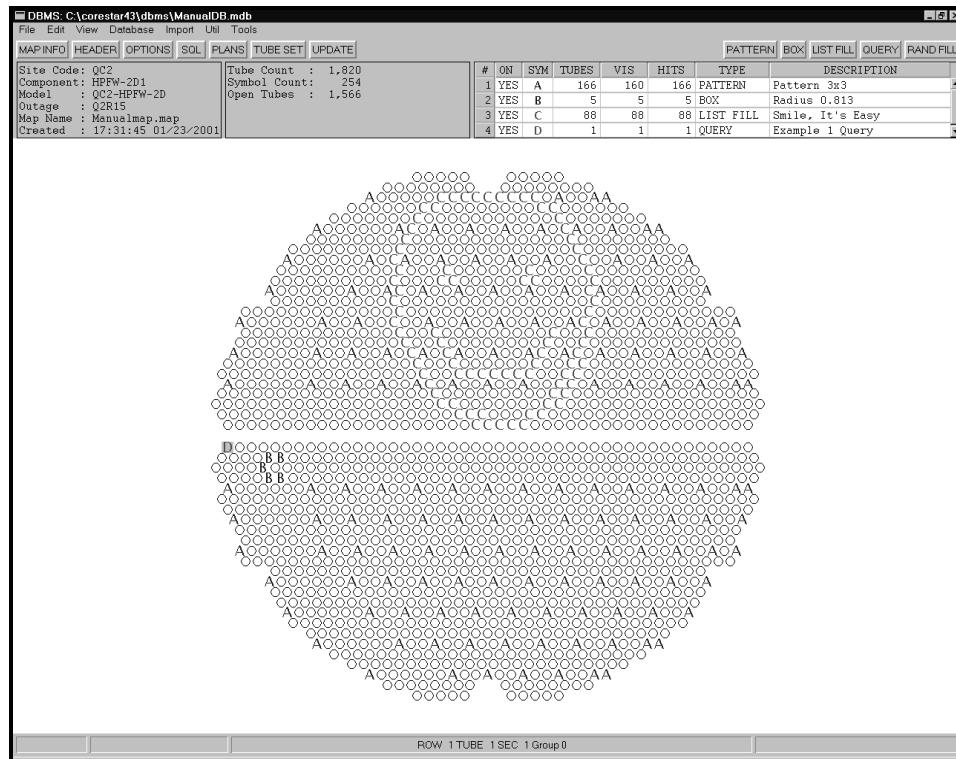 DBMS: C:\corestar43\dbms\ManualDB.mdb
File Edit View Database Import Util Tools
MAP INFO HEADER OPTIONS SQL PLANS TUBE SET UPDATE PATTERN BOX LIST FILL QUERY RAND FILL
Site Code: QC2
Component: HPFW-2D1
Model : QC2-HPFW-2D
Outage : Q2R15
Map Name : Manualmap.map
Created : 17:31:45 01/23/2001
Tube Count : 1,820
Symbol Count: 254
Open Tubes : 1,566
# ON SYM TUBES VIS HITS TYPE DESCRIPTION
1 YES A 166 160 166 PATTERN Pattern 3x3
2 YES B 5 5 5 BOX Radius 0.813
3 YES C 88 88 88 LIST FILL Smile, It's Easy
4 YES D 1 1 1 QUERY Example 1 Query
D
B B
B
B B
ROW 1 TUBE 1 SEC 1 Group 0